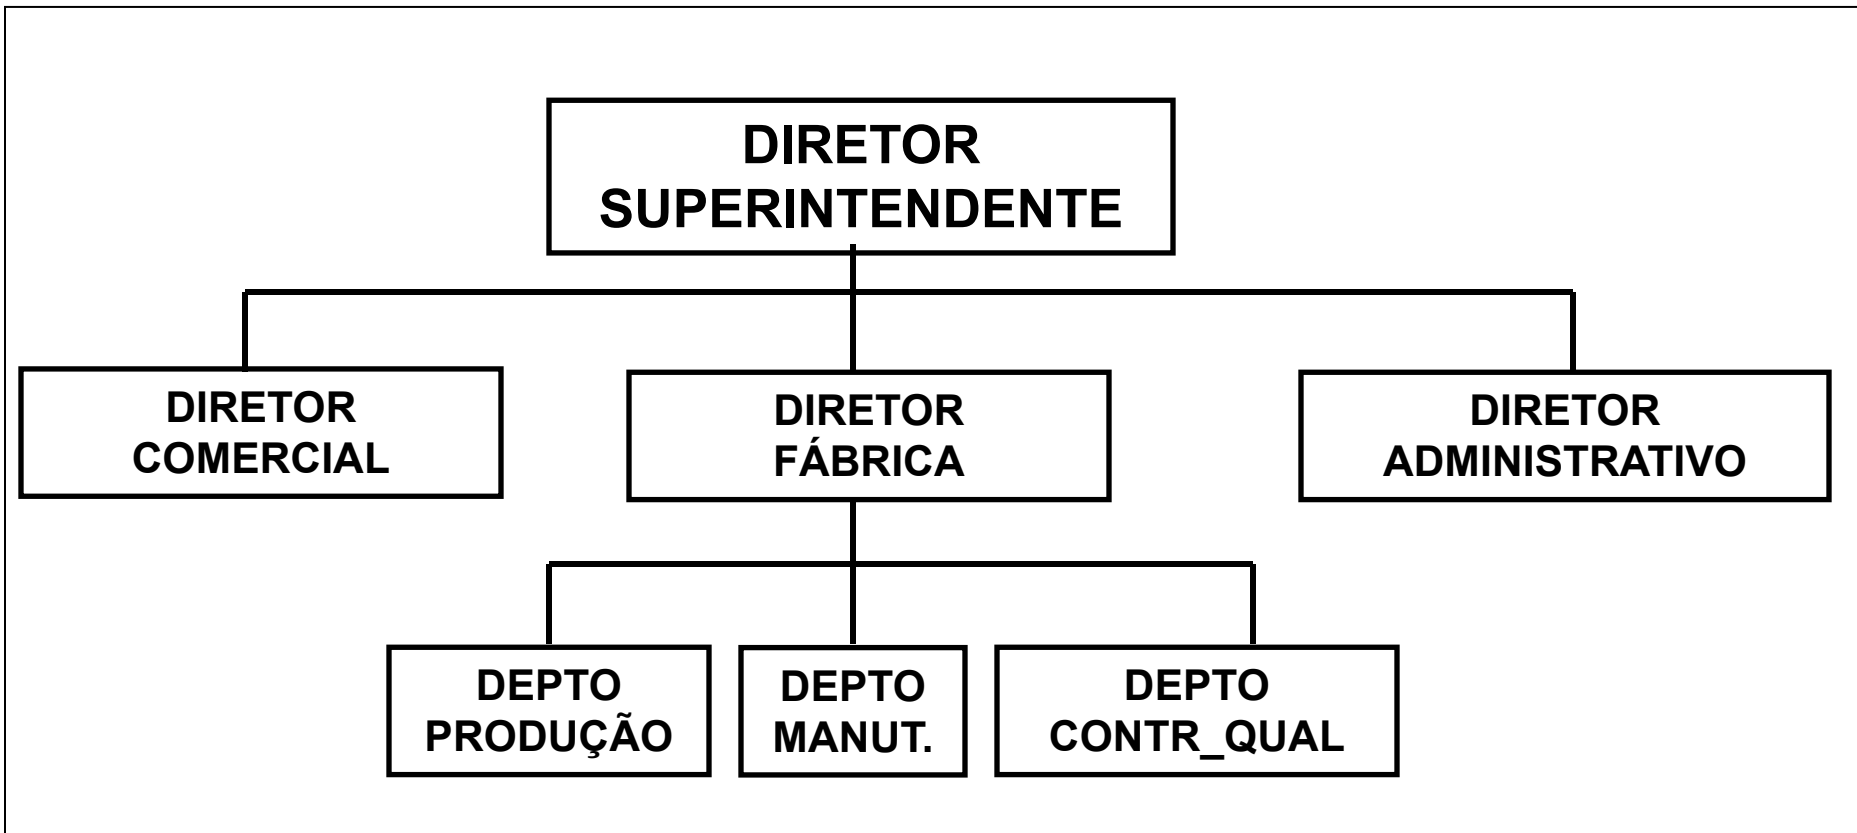 DIRETOR
SUPERINTENDENTE
DIRETOR
COMERCIAL
DIRETOR
FÁBRICA
DIRETOR
ADMINISTRATIVO
DEPTO
PRODUÇÃO
DEPTO
MANUT.
DEPTO
CONTR_QUAL